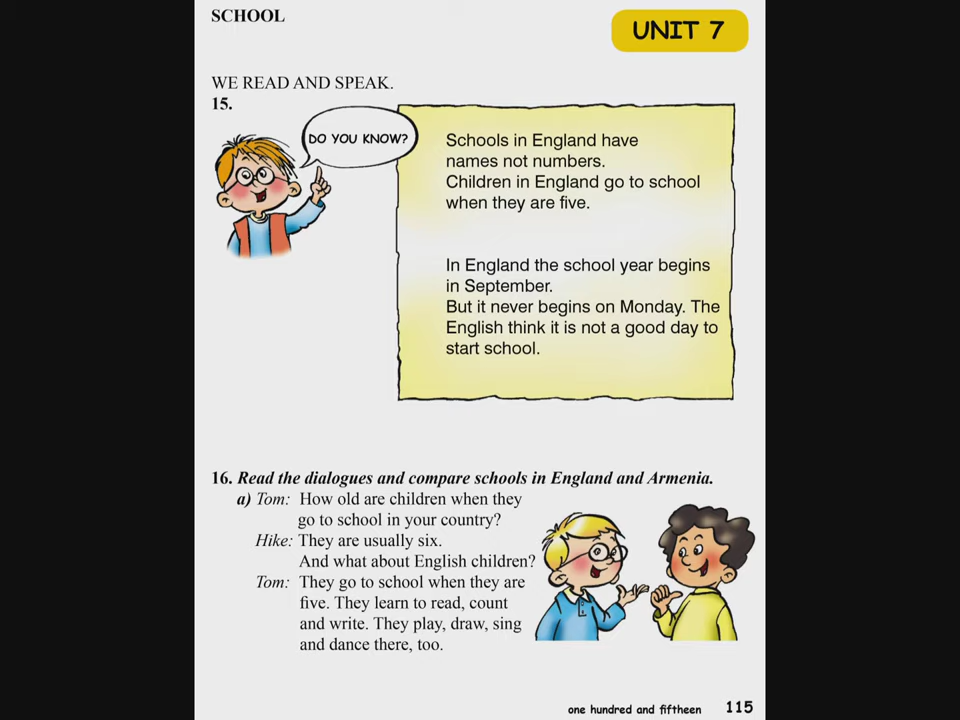 SCHOOL
UNIT 7
WE READ AND SPEAK.
15.
DO YOU KNOW?
Schools in England have
names not numbers.
Children in England go to school
when they are five.
In England the school year begins
in September.
But it never begins on Monday. The
English think it is not a good day to
start school.
16. Read the dialogues and compare schools in England and Armenia.
a) Tom: How old are children when they
go to school in your country?
Hike: They are usually six.
And what about English children?
Tom: They go to school when they are
five. They learn to read, count
and write. They play, draw, sing
and dance there, too.
one hundred and fiftheen 115